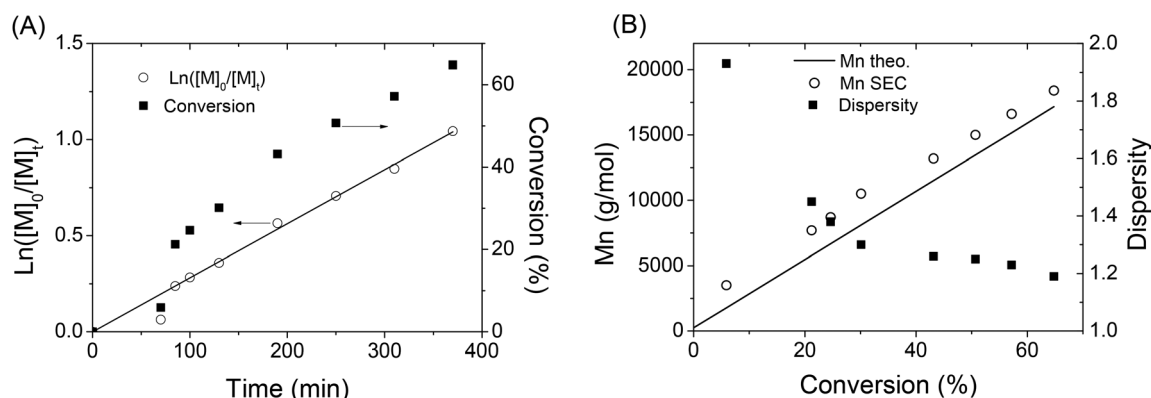 (A)
1.5
1.0
0.5
0.0
Ln([M]0/[M]t)
Ln([M]0/[M]t)
Conversion
60
40
20
0
Conversion (%)
0 100 200 300 400
Time (min)
(B)
20000
15000
10000
5000
0
Mn (g/mol)
Mn theo.
Mn SEC
Dispersity
2.0
1.8
1.6
1.4
1.2
1.0
Dispersity
0 20 40 60
Conversion (%)